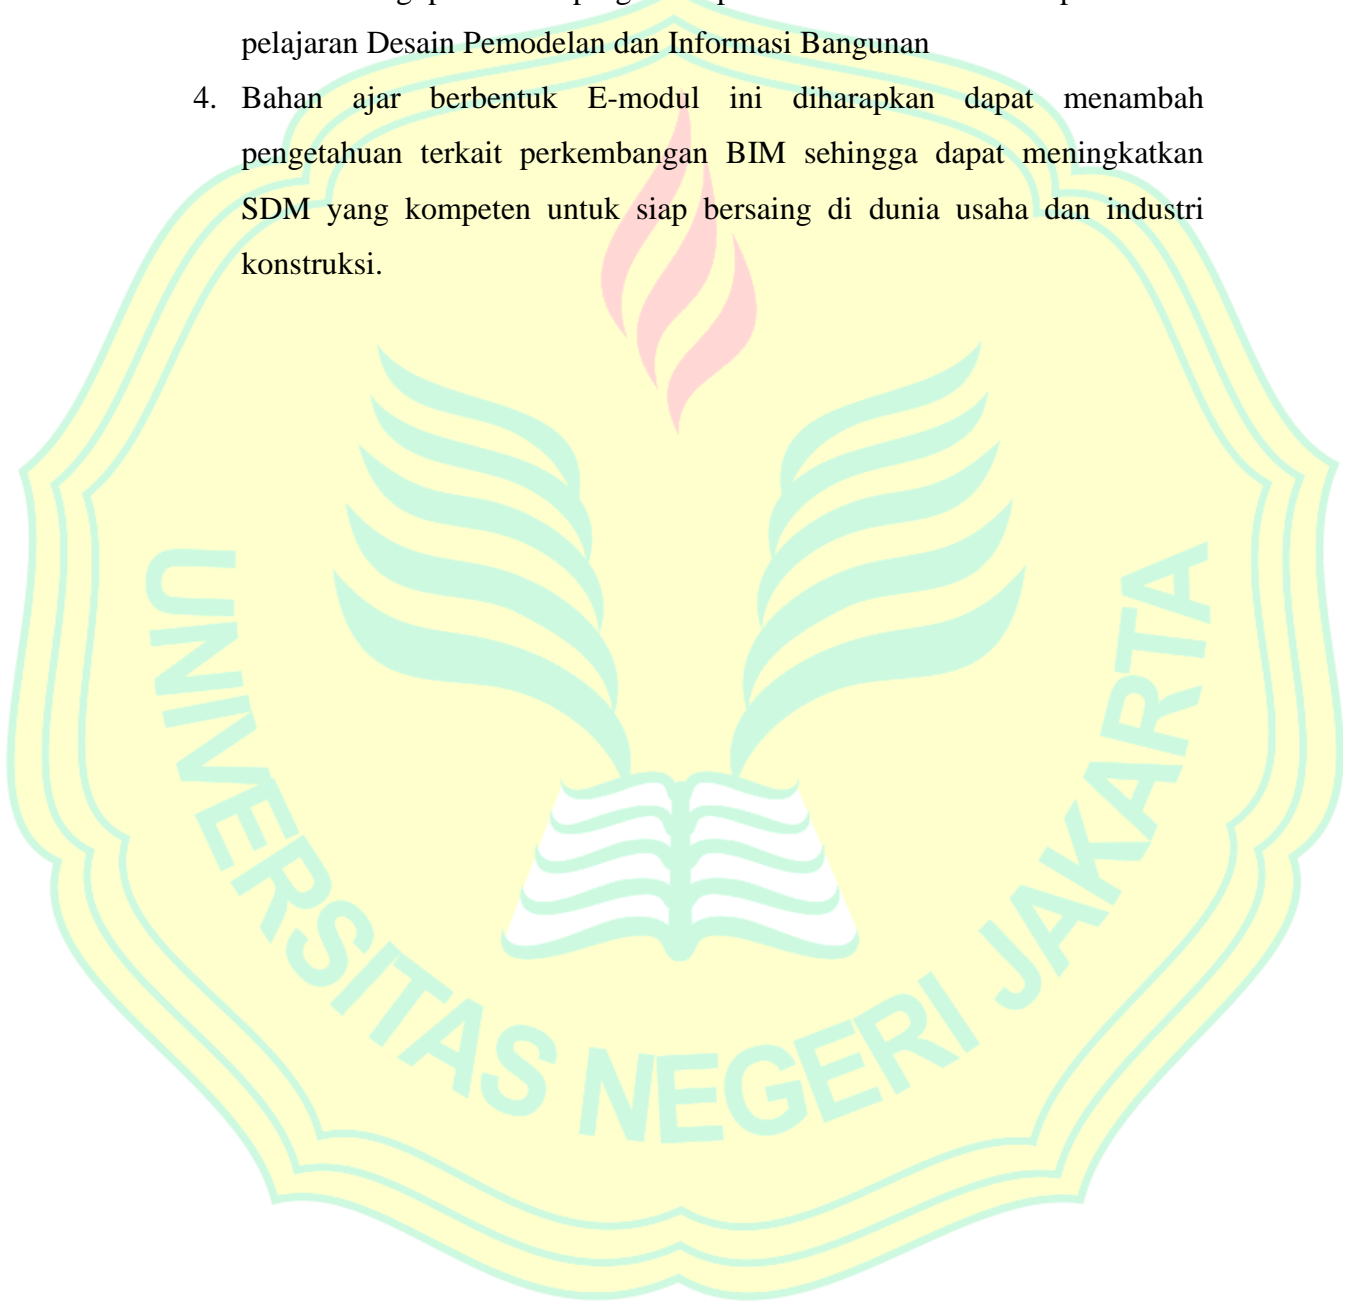 pelajaran Desain Pemodelan dan Informasi Bangunan
4. Bahan ajar berbentuk E-modul ini diharapkan dapat menambah
pengetahuan terkait perkembangan BIM sehingga dapat meningkatkan
SDM yang kompeten untuk siap bersaing di dunia usaha dan industri
konstruksi.
UNIVERSITAS NEGERI JAKARTA